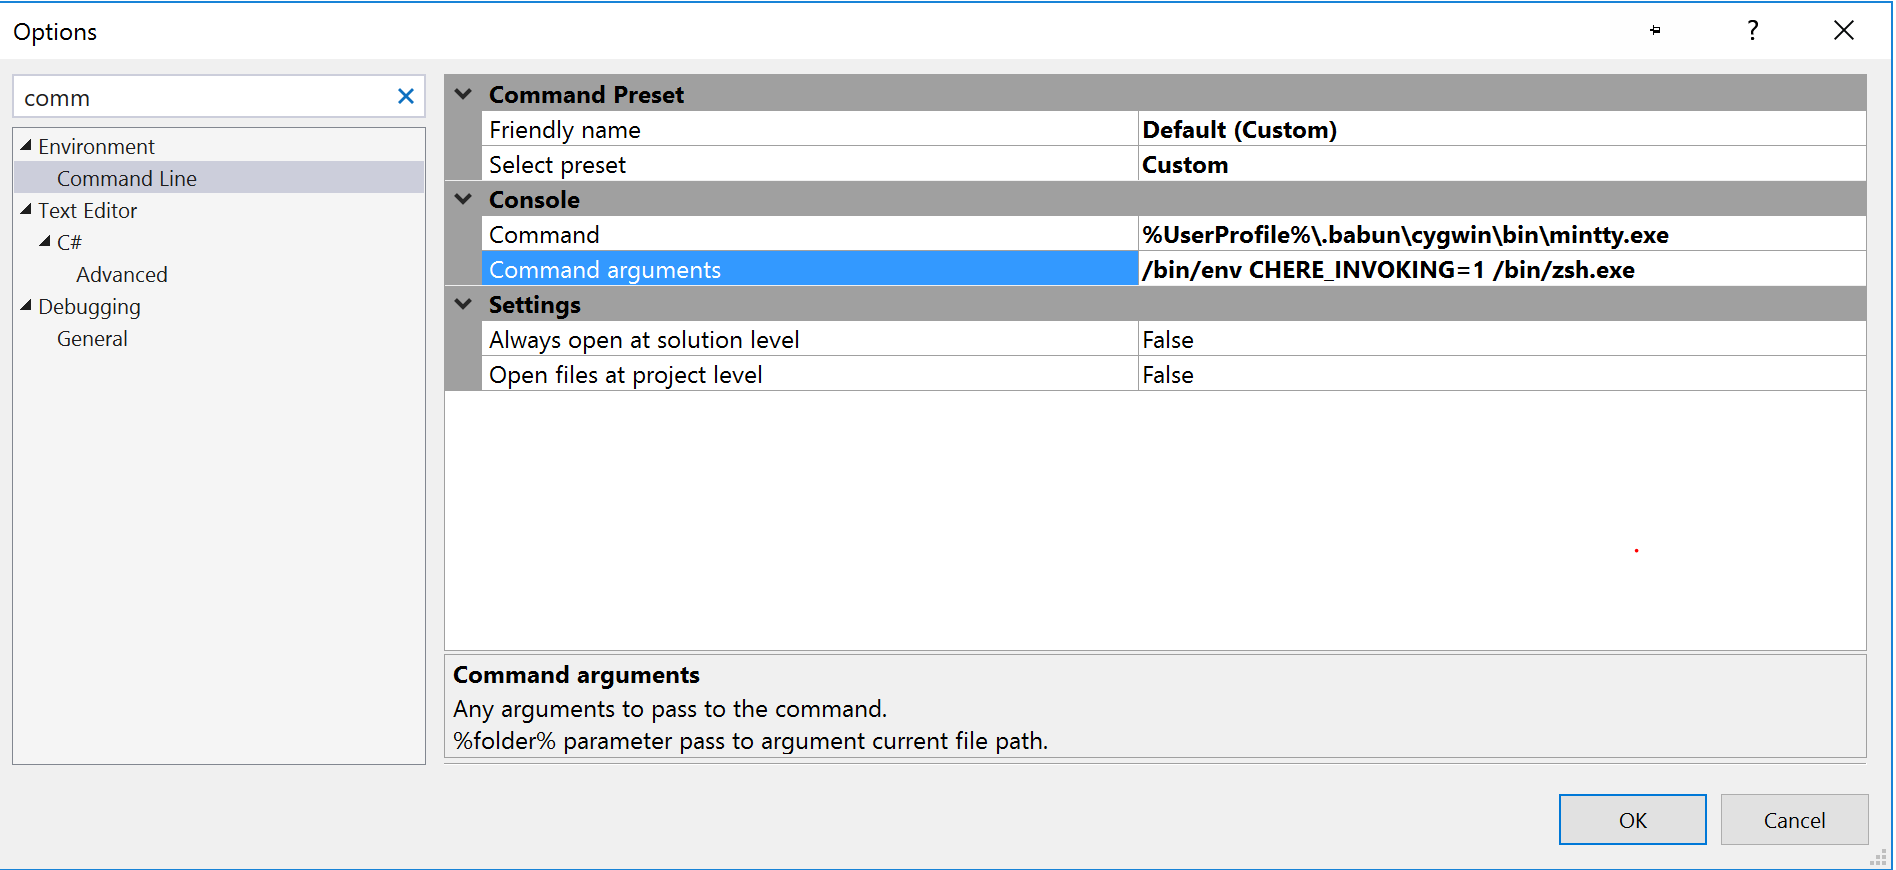 Options
?
comm
Environment
Command Line
Text Editor
C#
Advanced
Debugging
General
Command Preset
Friendly name Default (Custom)
Select preset Custom
Console
Command %UserProfile%\.babun\cygwin\bin\mintty.exe
Command arguments /bin/env CHERE_INVOKING=1 /bin/zsh.exe
Settings
Always open at solution level False
Open files at project level False
Command arguments
Any arguments to pass to the command.
%folder% parameter pass to argument current file path.
OK Cancel